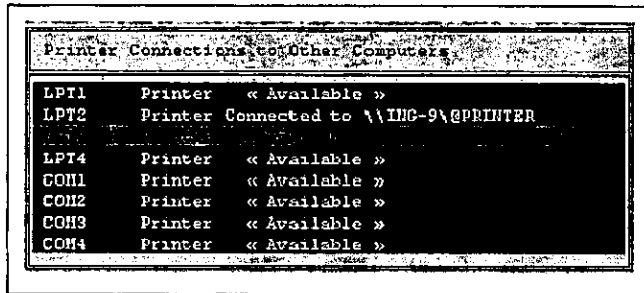 Printer Connections to Other Computers
LPT1 Printer « Available »
LPT2 Printer Connected to \\ING-9\@PRINTER
LPT4 Printer « Available »
COM1 Printer « Available »
COM2 Printer « Available »
COM3 Printer « Available »
COM4 Printer « Available »